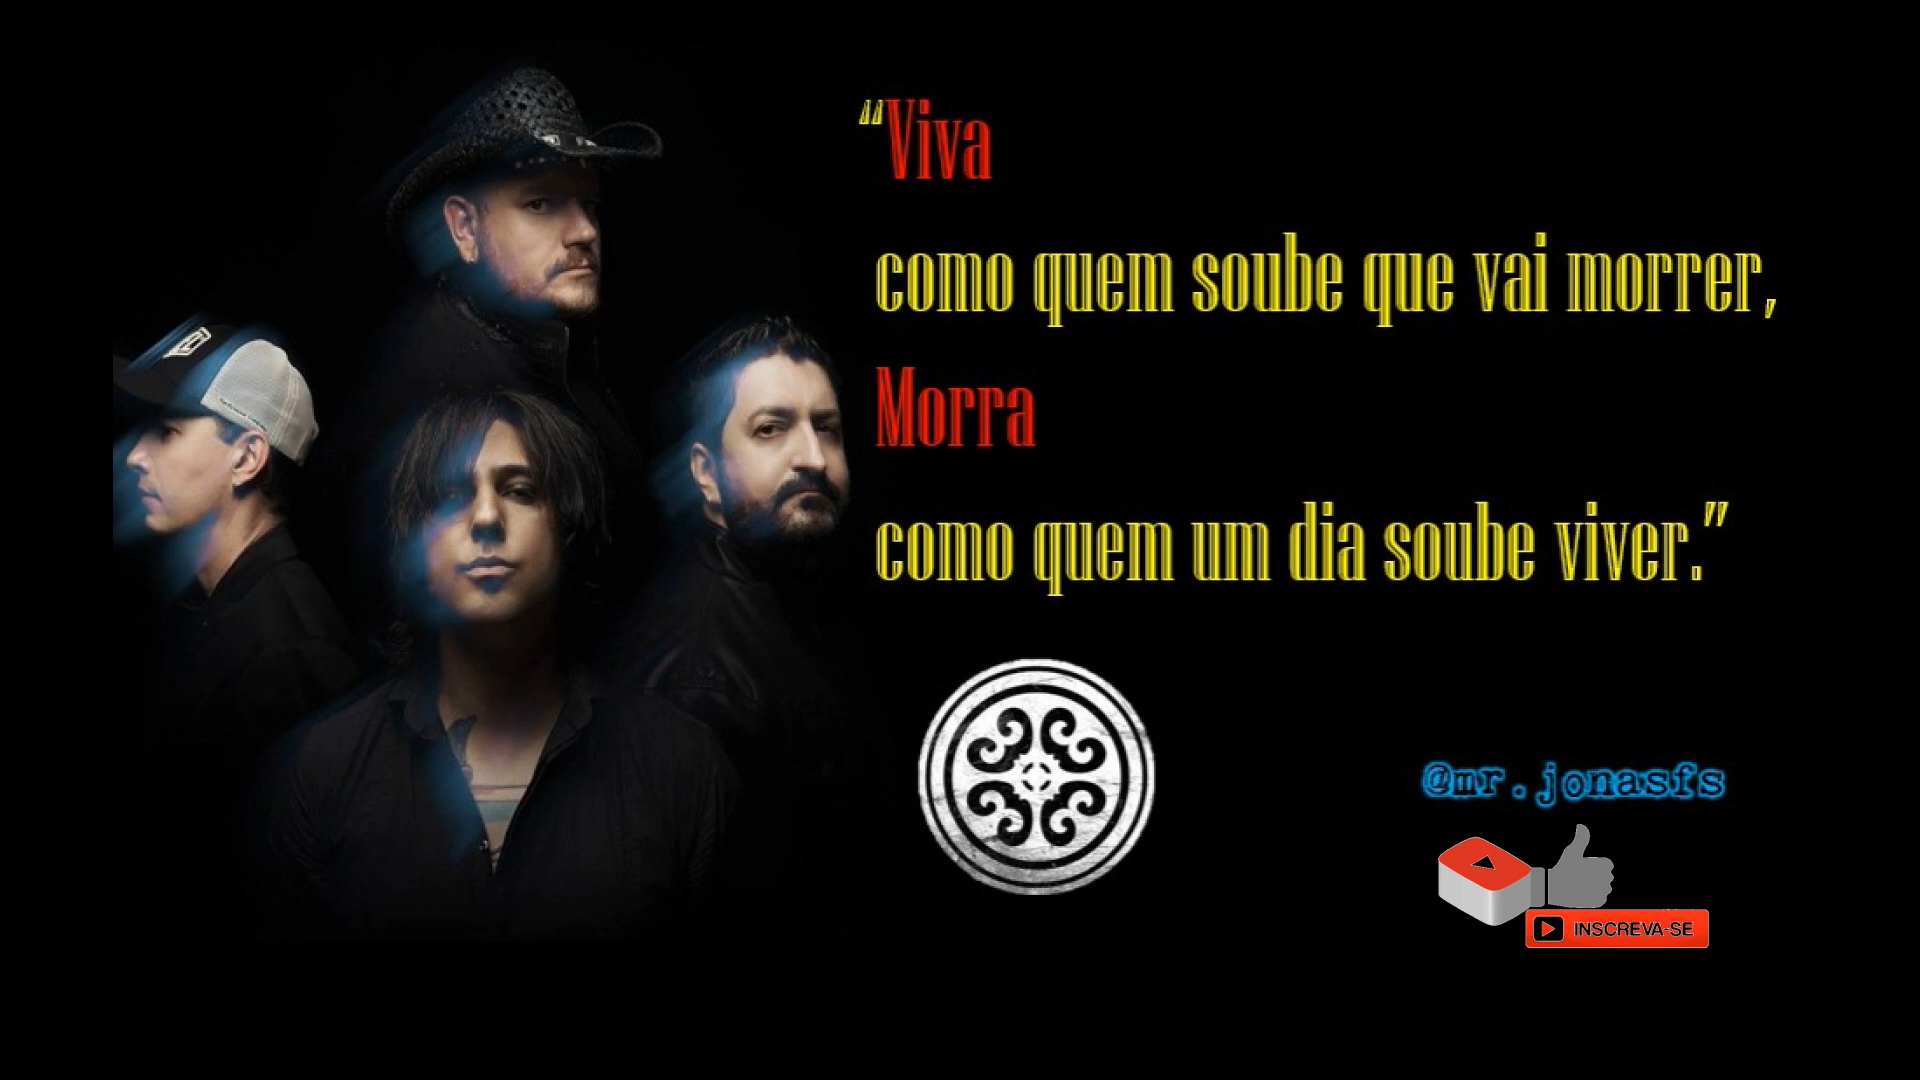 “Viva
como quem soube que vai morrer,
Morra
como quem um dia soube viver.”
@mr.jonasfs
INSCREVA-SE